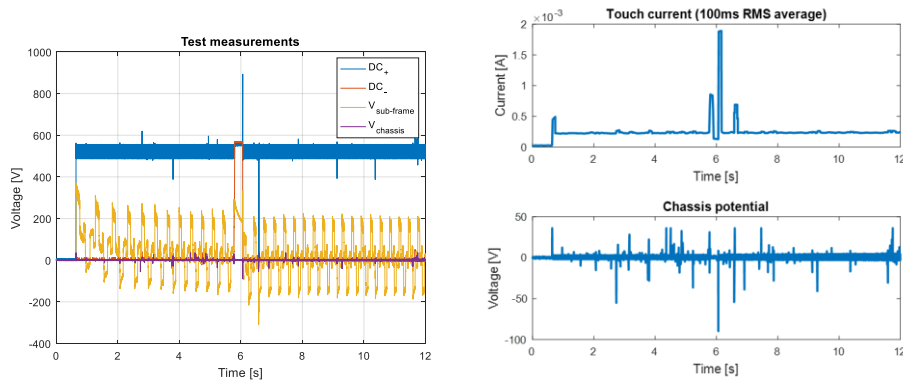 Test measurements
1000
800
600
400
200
0
-200
-400
Voltage [V]
DC+
DC-
Vsub-frame
Vchassis
0 2 4 6 8 10 12
Time [s]
Touch current (100ms RMS average)
×10-3
2
1.5
1
0.5
0
Current [A]
0 2 4 6 8 10 12
Time [s]
Chassis potential
50
0
-50
-100
Voltage [V]
0 2 4 6 8 10 12
Time [s]